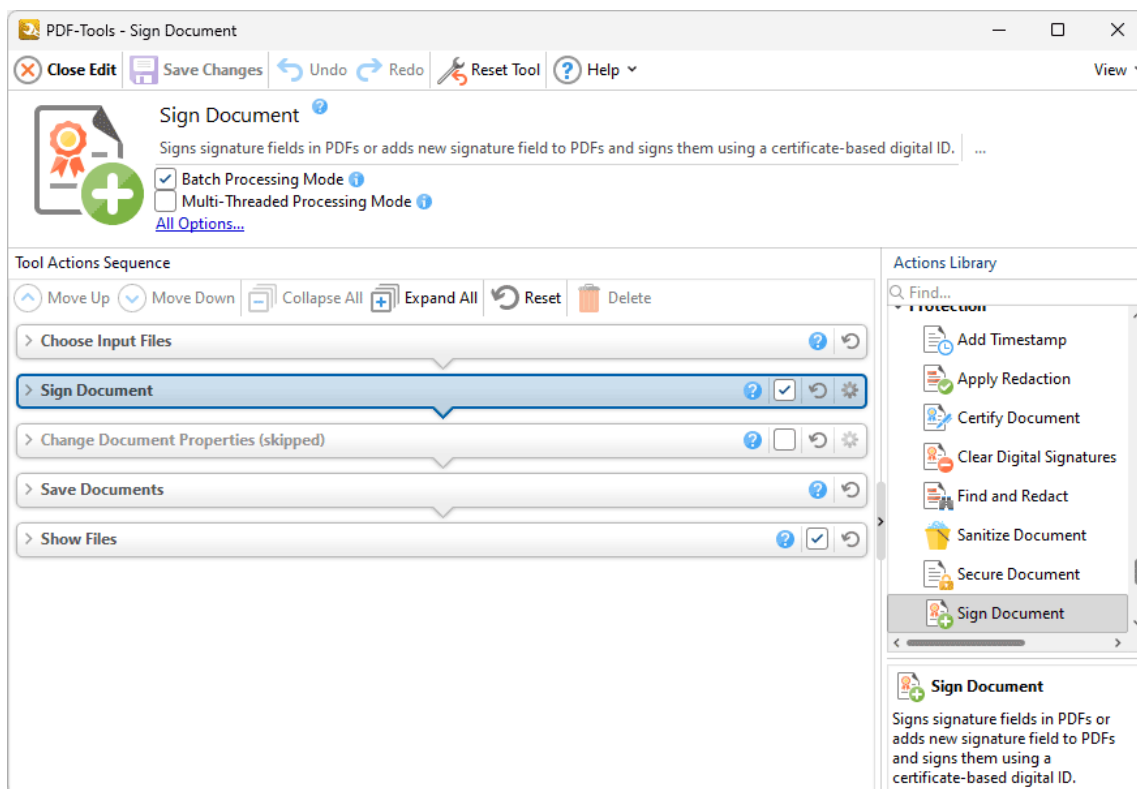 PDF-Tools - Sign Document
Close Edit Save Changes Undo Redo Reset Tool ? Help View
Sign Document ?
Signs signature fields in PDFs or adds new signature field to PDFs and signs them using a certificate-based digital ID. ...
Batch Processing Mode i
Multi-Threaded Processing Mode i
All Options...
Tool Actions Sequence
Move Up Move Down Collapse All Expand All Reset Delete
Choose Input Files ?
Sign Document ?
Change Document Properties (skipped) ?
Save Documents ?
Show Files ?
Actions Library
Find...
Protection
Add Timestamp
Apply Redaction
Certify Document
Clear Digital Signatures
Find and Redact
Sanitize Document
Secure Document
Sign Document
Sign Document
Signs signature fields in PDFs or
adds new signature field to PDFs
and signs them using a
certificate-based digital ID.